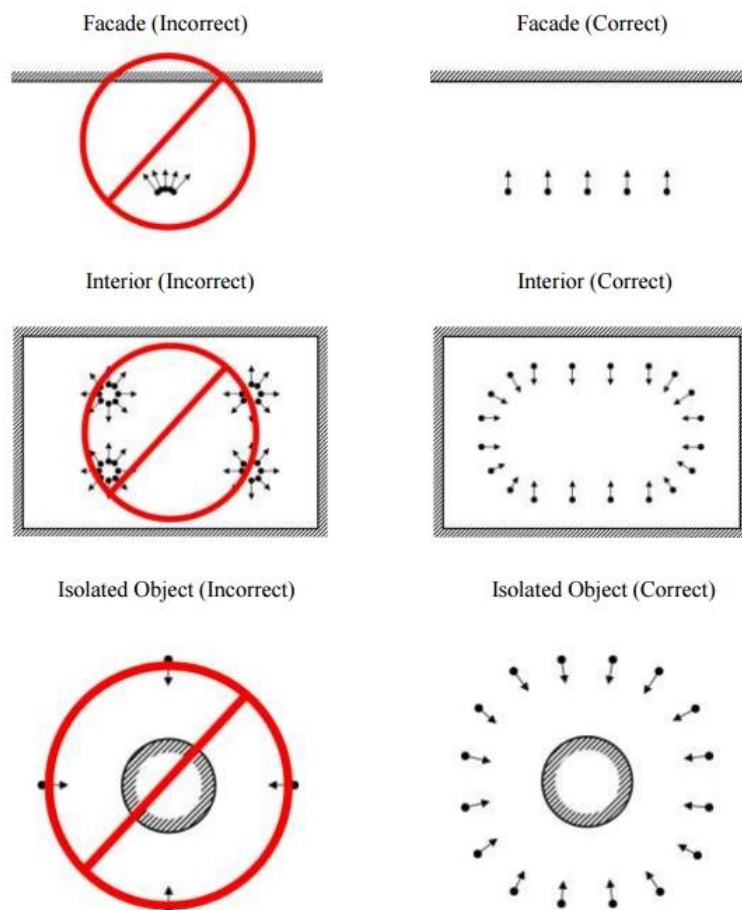 Facade (Incorrect)
Facade (Correct)
Interior (Incorrect)
Interior (Correct)
Isolated Object (Incorrect)
Isolated Object (Correct)